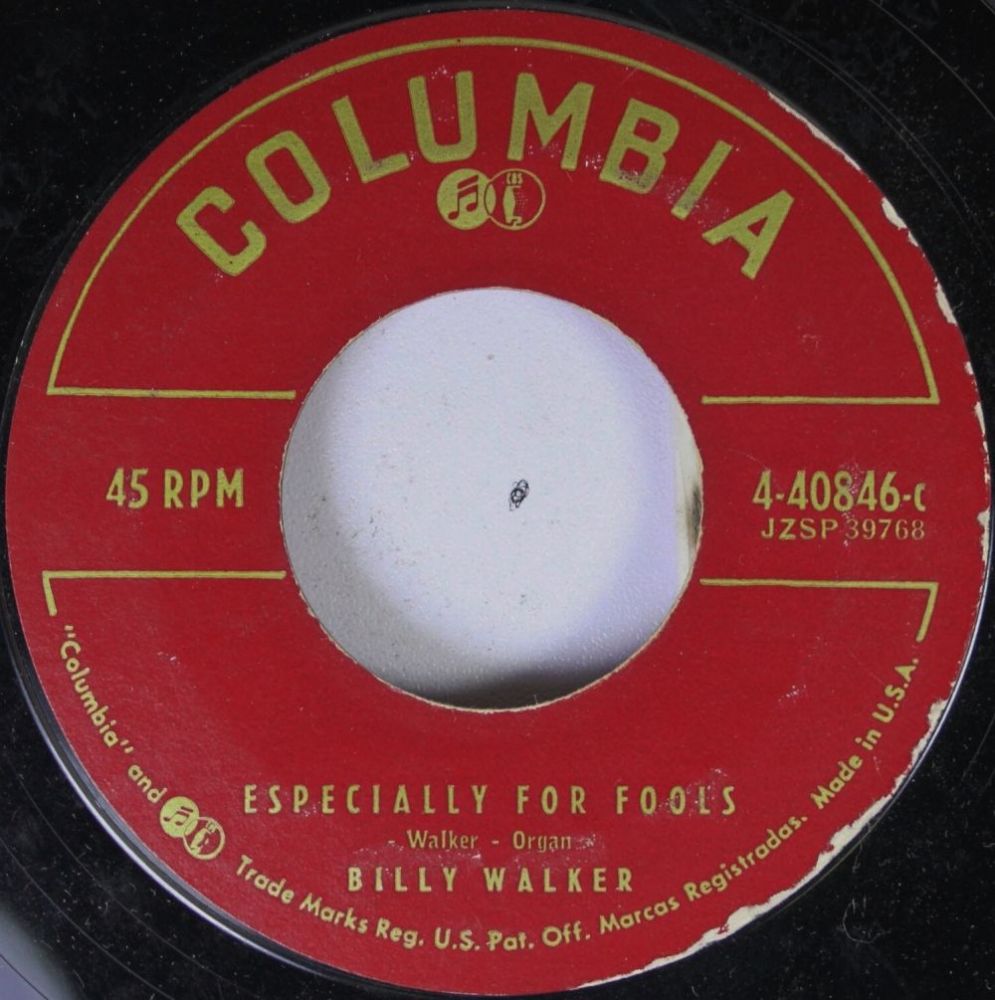 COLUMBIA
CBS
45 RPM
4-40846-c
JZSP 39768
ESPECIALLY FOR FOOLS
- Walker - Organ -
BILLY WALKER
"Columbia" and Trade Marks Reg. U.S. Pat. Off. Marcas Registradas. Made in U.S.A.